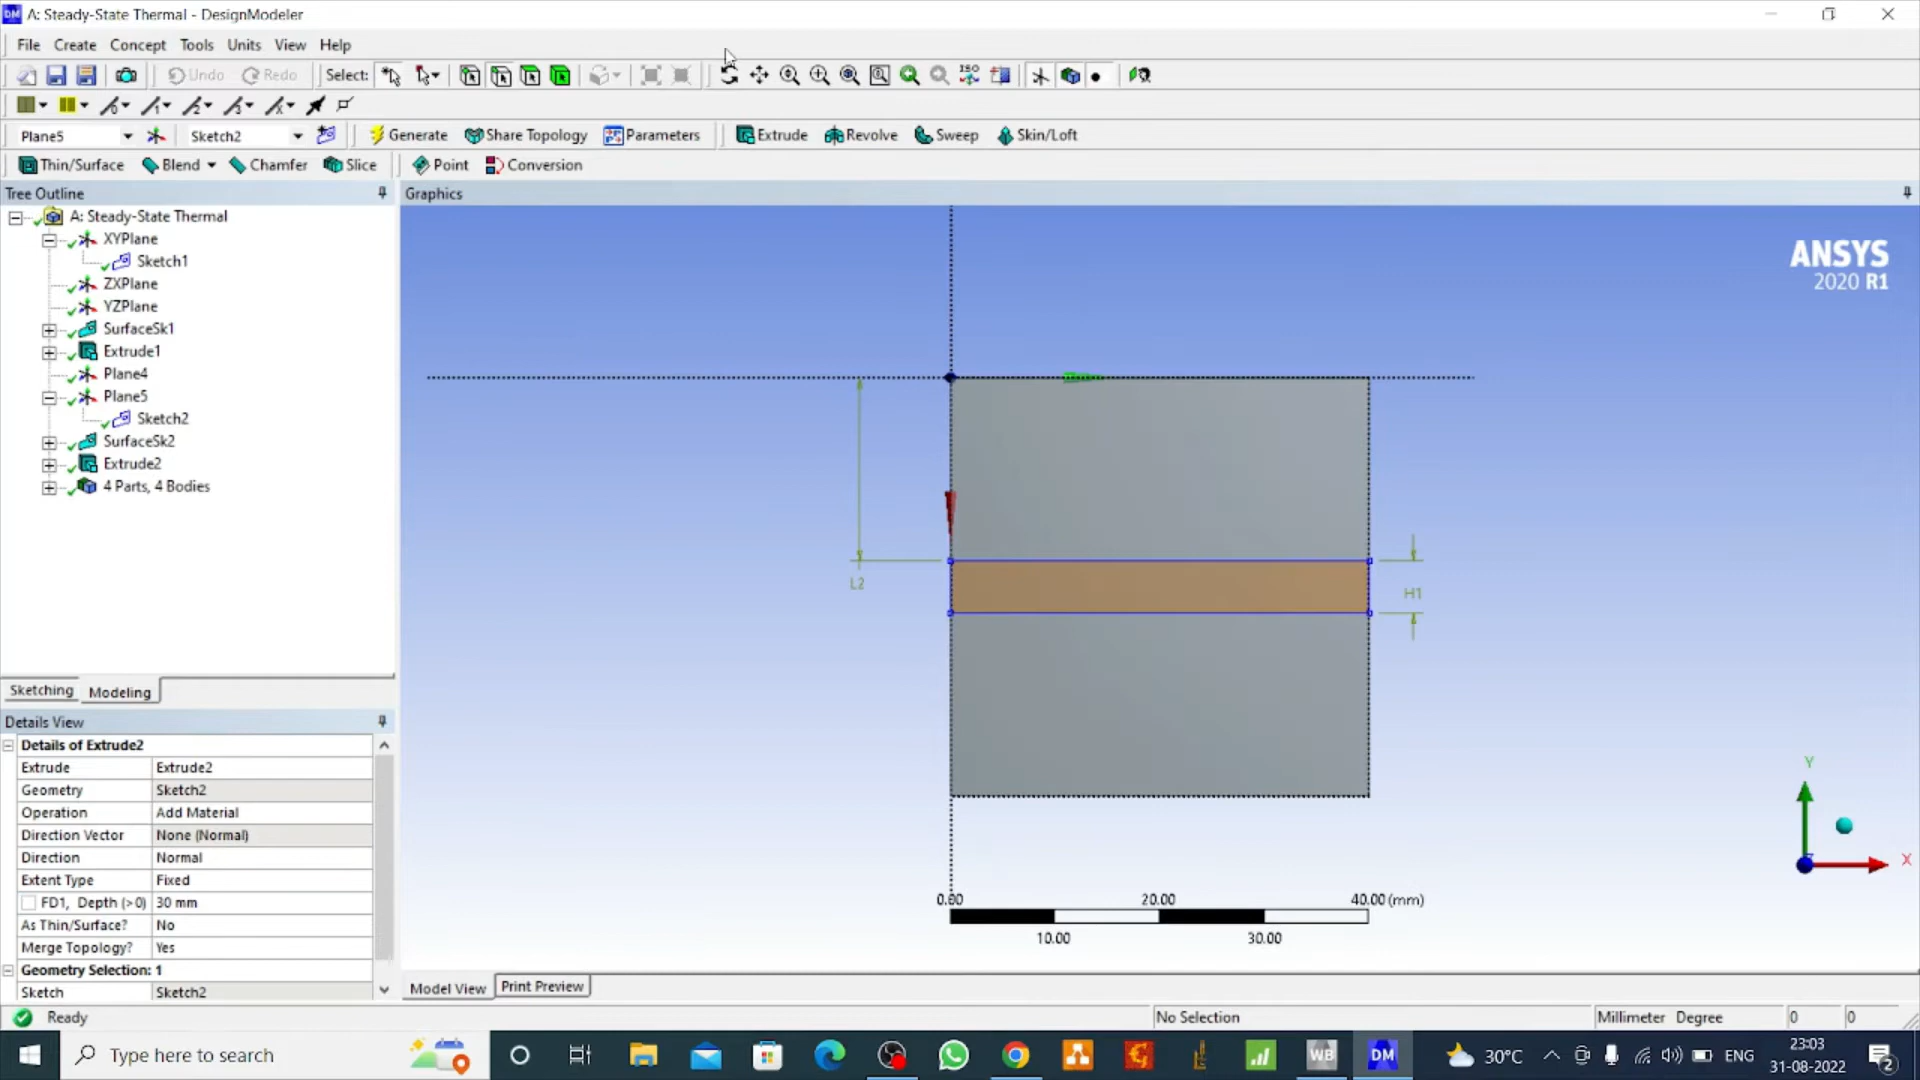 DM A: Steady-State Thermal - DesignModeler
File Create Concept Tools Units View Help
Undo Redo Select: ISO
Plane5 Sketch2 Generate Share Topology Parameters Extrude Revolve Sweep Skin/Loft
Thin/Surface Blend Chamfer Slice Point Conversion
Tree Outline
Graphics
A: Steady-State Thermal
XYPlane
Sketch1
ZXPlane
YZPlane
SurfaceSk1
Extrude1
Plane4
Plane5
Sketch2
SurfaceSk2
Extrude2
4 Parts, 4 Bodies
ANSYS
2020 R1
L2
H1
Sketching Modeling
Details View
Details of Extrude2
Extrude Extrude2
Geometry Sketch2
Operation Add Material
Direction Vector None (Normal)
Direction Normal
Extent Type Fixed
FD1, Depth (>0) 30 mm
As Thin/Surface? No
Merge Topology? Yes
Geometry Selection: 1
Sketch Sketch2
Y
X
0.00 20.00 40.00 (mm)
10.00 30.00
Model View Print Preview
Ready
No Selection
Millimeter Degree 0 0
Type here to search
WB
DM
30°C
ENG
23:03
31-08-2022
2